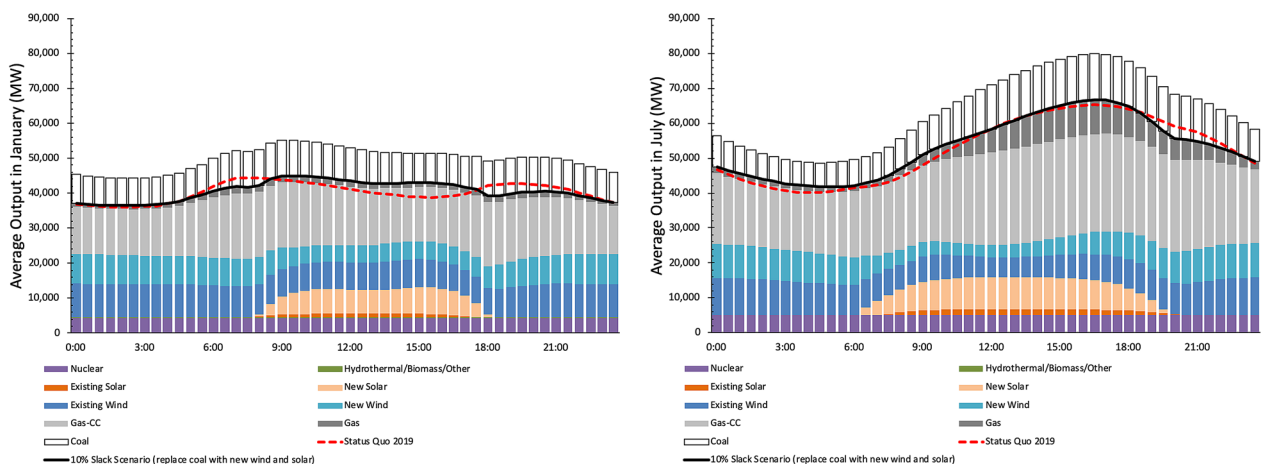 Average Output in January (MW)
90,000
80,000
70,000
60,000
50,000
40,000
30,000
20,000
10,000
0
0:00 3:00 6:00 9:00 12:00 15:00 18:00 21:00
Nuclear Hydrothermal/Biomass/Other
Existing Solar New Solar
Existing Wind New Wind
Gas-CC Gas
Coal Status Quo 2019
10% Slack Scenario (replace coal with new wind and solar)
Average Output in July (MW)
90,000
80,000
70,000
60,000
50,000
40,000
30,000
20,000
10,000
0
0:00 3:00 6:00 9:00 12:00 15:00 18:00 21:00
Nuclear Hydrothermal/Biomass/Other
Existing Solar New Solar
Existing Wind New Wind
Gas-CC Gas
Coal Status Quo 2019
10% Slack Scenario (replace coal with new wind and solar)